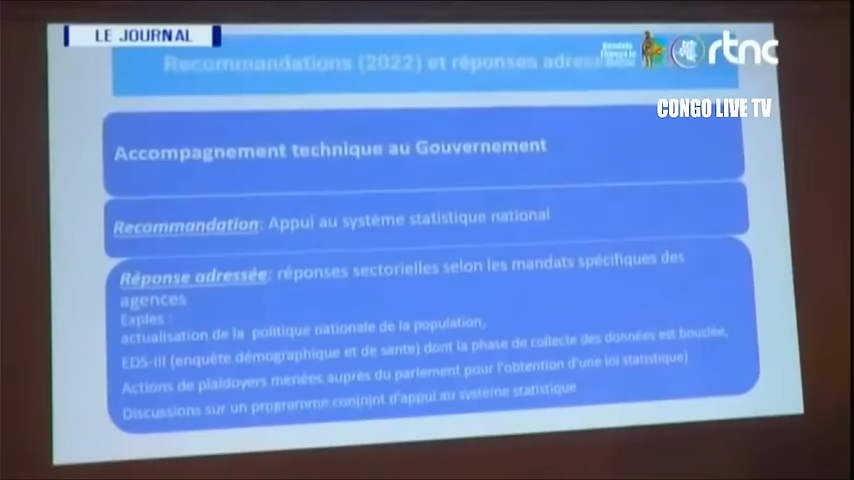 LE JOURNAL
rtnc
CONGO LIVE TV
Recommandations (2022) et réponses
Accompagnement technique au Gouvernement
Recommandation: Appui au système statistique national
Réponse adressée: réponses sectorielles selon les mandats spécifiques des
agences
Exples :
actualisation de la politique nationale de la population,
EDS-III (enquête démographique et de sante) dont la phase de collecte des données est bouclée,
Actions de plaidoyers menées auprès du parlement pour l'obtention d'une loi statistique)
Discussions sur un programme conjoint d'appui au système statistique